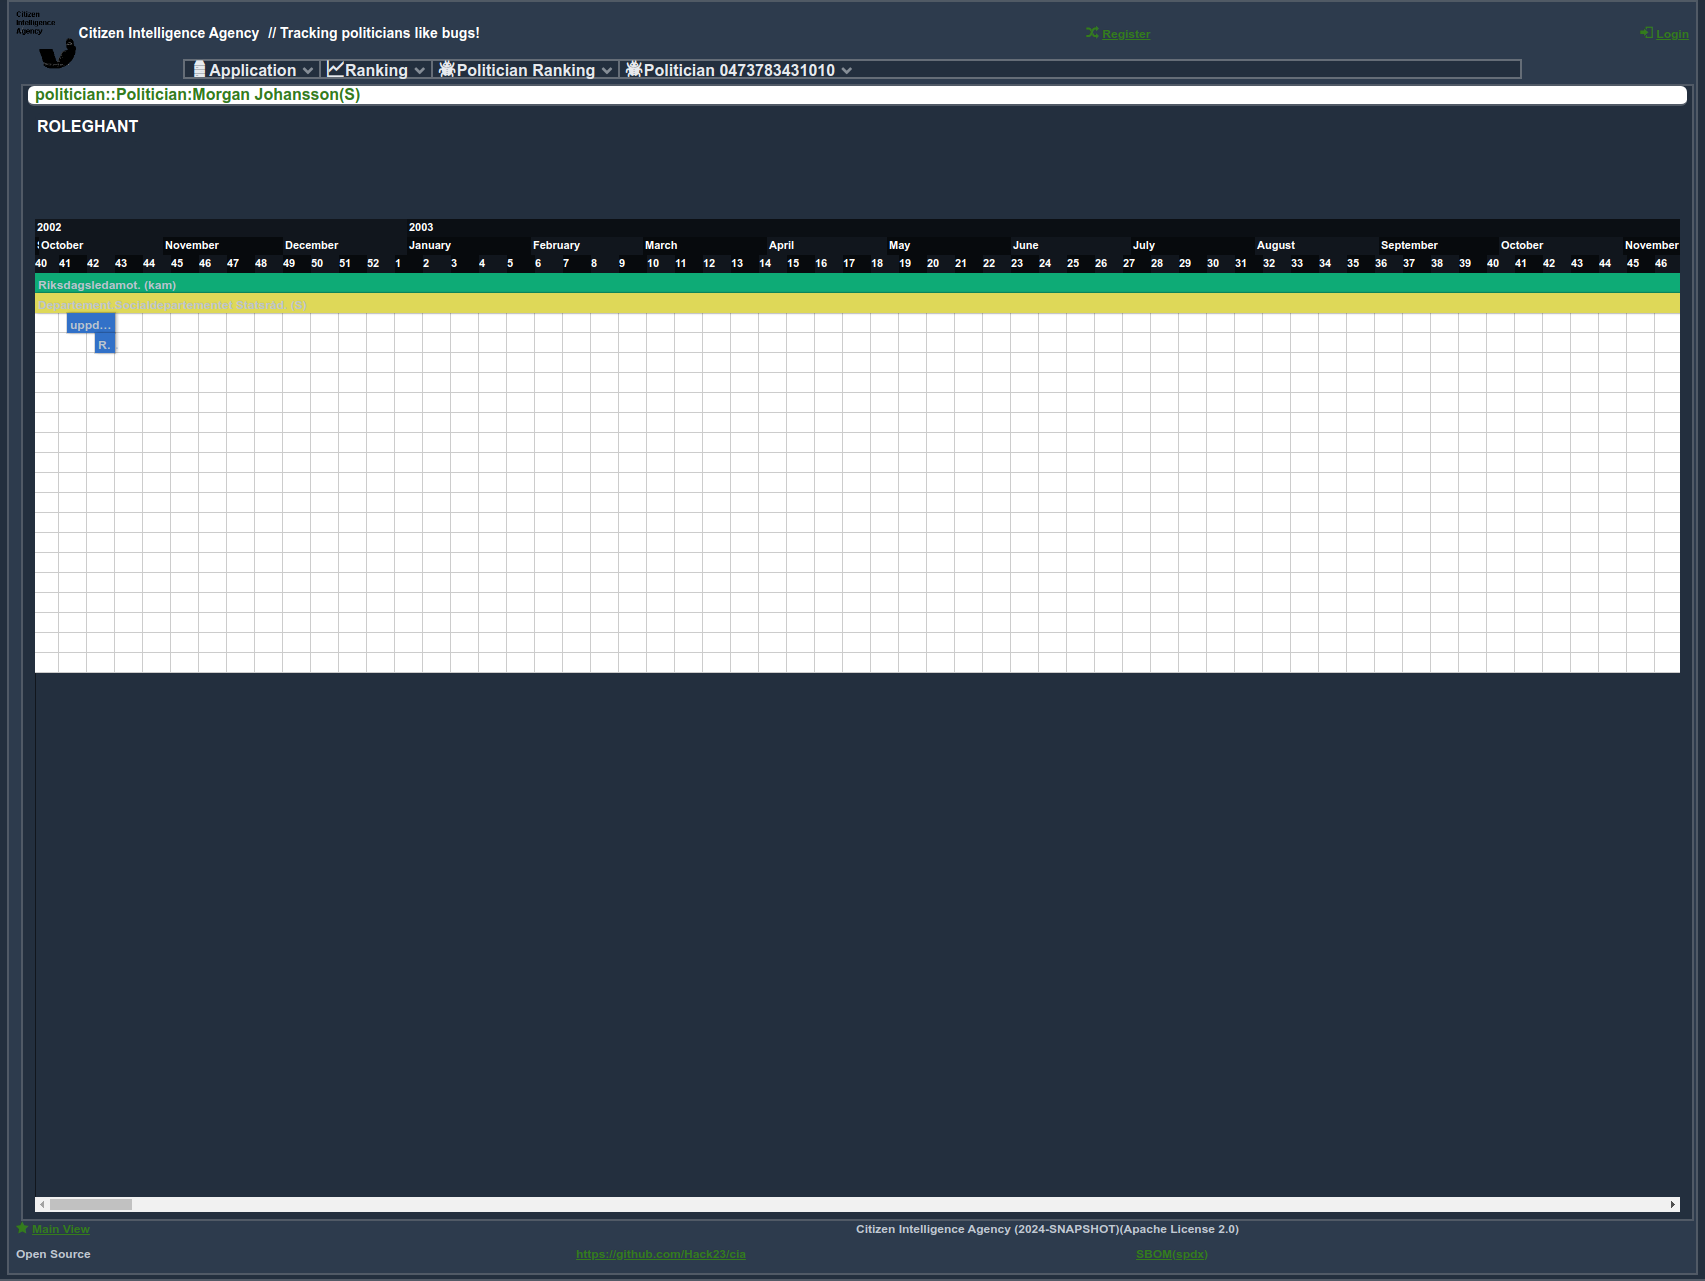 Citizen
Intelligence
Agency
Citizen Intelligence Agency // Tracking politicians like bugs!
Register
Login
Application Ranking Politician Ranking Politician 0473783431010
politician::Politician:Morgan Johansson(S)
ROLEGHANT
2002 2003
October November December January February March April May June July August September October November
40 41 42 43 44 45 46 47 48 49 50 51 52 1 2 3 4 5 6 7 8 9 10 11 12 13 14 15 16 17 18 19 20 21 22 23 24 25 26 27 28 29 30 31 32 33 34 35 36 37 38 39 40 41 42 43 44 45 46
Riksdagsledamot. (kam)
Departement.Socialdepartementet Statsråd. (S)
uppd...
R.
Main View
Citizen Intelligence Agency (2024-SNAPSHOT)(Apache License 2.0)
Open Source
https://github.com/Hack23/cia
SBOM(spdx)